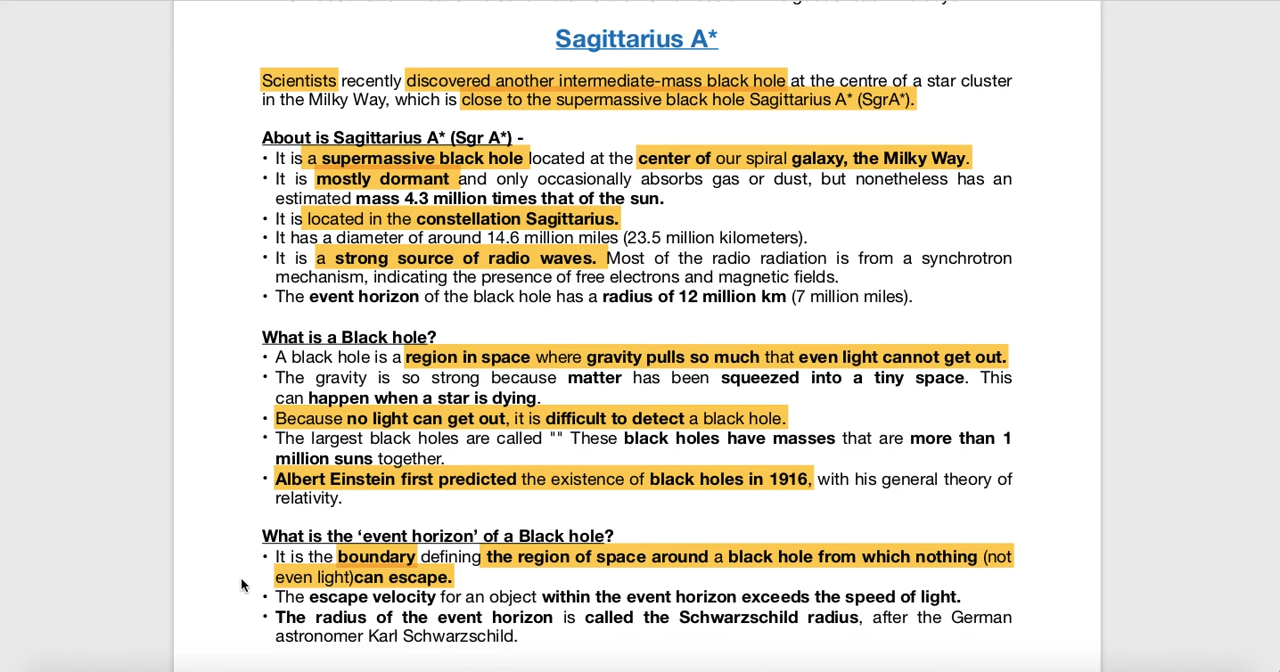 Sagittarius A*
Scientists recently discovered another intermediate-mass black hole at the centre of a star cluster
in the Milky Way, which is close to the supermassive black hole Sagittarius A* (SgrA*).
About is Sagittarius A* (Sgr A*) -
• It is a supermassive black hole located at the center of our spiral galaxy, the Milky Way.
• It is mostly dormant and only occasionally absorbs gas or dust, but nonetheless has an
estimated mass 4.3 million times that of the sun.
• It is located in the constellation Sagittarius.
• It has a diameter of around 14.6 million miles (23.5 million kilometers).
• It is a strong source of radio waves. Most of the radio radiation is from a synchrotron
mechanism, indicating the presence of free electrons and magnetic fields.
• The event horizon of the black hole has a radius of 12 million km (7 million miles).
What is a Black hole?
• A black hole is a region in space where gravity pulls so much that even light cannot get out.
• The gravity is so strong because matter has been squeezed into a tiny space. This
can happen when a star is dying.
• Because no light can get out, it is difficult to detect a black hole.
• The largest black holes are called "" These black holes have masses that are more than 1
million suns together.
• Albert Einstein first predicted the existence of black holes in 1916, with his general theory of
relativity.
What is the ‘event horizon’ of a Black hole?
• It is the boundary defining the region of space around a black hole from which nothing (not
even light)can escape.
• The escape velocity for an object within the event horizon exceeds the speed of light.
• The radius of the event horizon is called the Schwarzschild radius, after the German
astronomer Karl Schwarzschild.